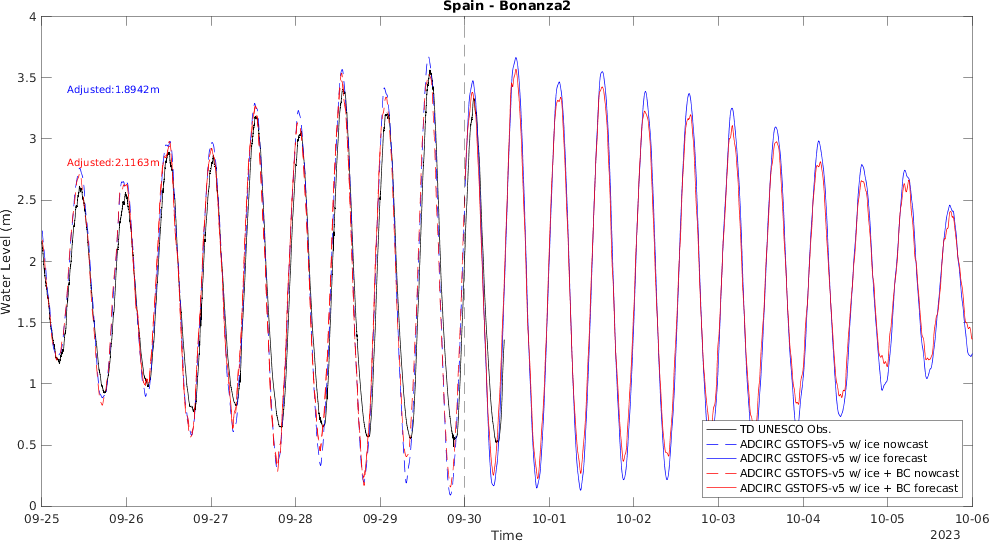 Spain - Bonanza2
4
3.5
3
2.5
2
1.5
1
0.5
0
Water Level (m)
Adjusted:1.8942m
Adjusted:2.1163m
TD UNESCO Obs.
ADCIRC GSTOFS-v5 w/ ice nowcast
ADCIRC GSTOFS-v5 w/ ice forecast
ADCIRC GSTOFS-v5 w/ ice + BC nowcast
ADCIRC GSTOFS-v5 w/ ice + BC forecast
09-25 09-26 09-27 09-28 09-29 09-30 10-01 10-02 10-03 10-04 10-05 10-06
Time
2023